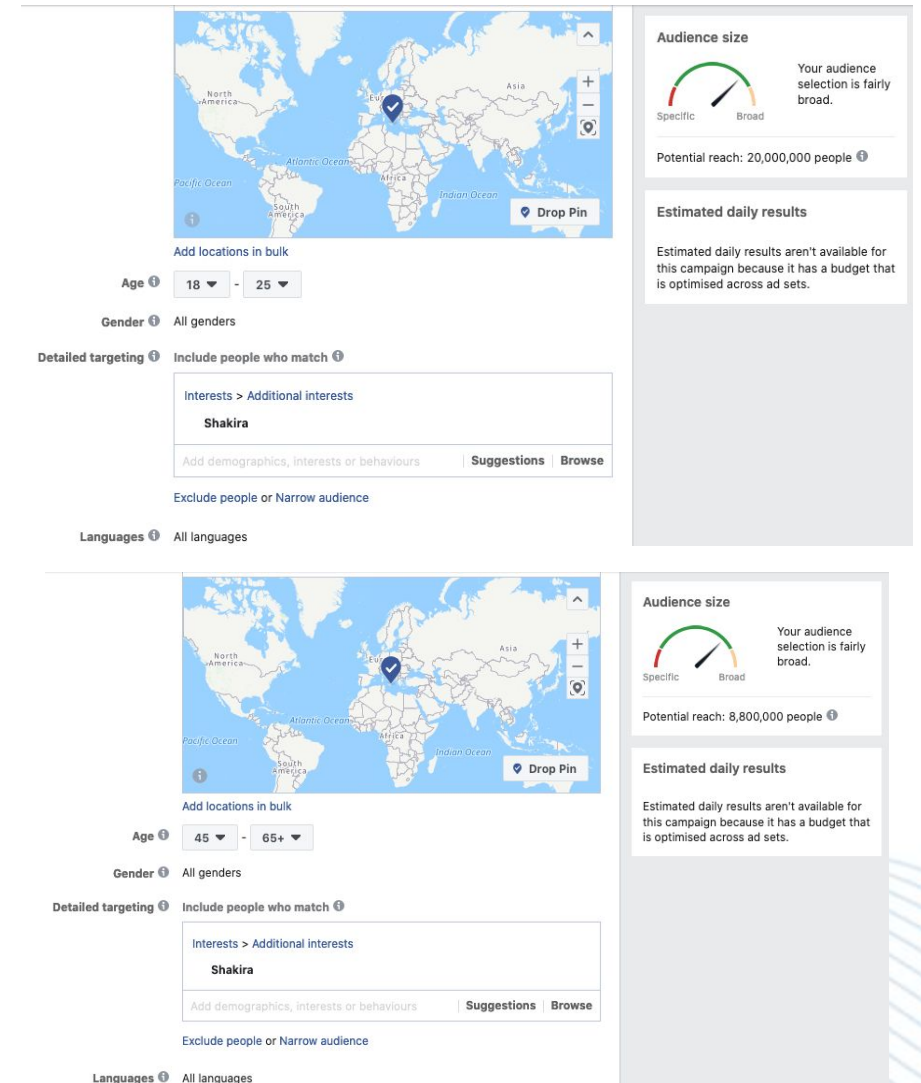 North
America
Europe
Asia
Atlantic Ocean
Africa
Pacific Ocean
Indian Ocean
South
America
Drop Pin
Add locations in bulk
Age 18 - 25
Gender All genders
Detailed targeting Include people who match
Interests > Additional interests
Shakira
Add demographics, interests or behaviours Suggestions Browse
Exclude people or Narrow audience
Languages All languages
Audience size
Your audience
selection is fairly
broad.
Specific Broad
Potential reach: 20,000,000 people
Estimated daily results
Estimated daily results aren't available for
this campaign because it has a budget that
is optimised across ad sets.
North
America
Asia
Atlantic Ocean
Africa
Pacific Ocean
Indian Ocean
South
America
Drop Pin
Add locations in bulk
Age 45 - 65+
Gender All genders
Detailed targeting Include people who match
Interests > Additional interests
Shakira
Add demographics, interests or behaviours Suggestions Browse
Exclude people or Narrow audience
Languages All languages
Audience size
Your audience
selection is fairly
broad.
Specific Broad
Potential reach: 8,800,000 people
Estimated daily results
Estimated daily results aren't available for
this campaign because it has a budget that
is optimised across ad sets.